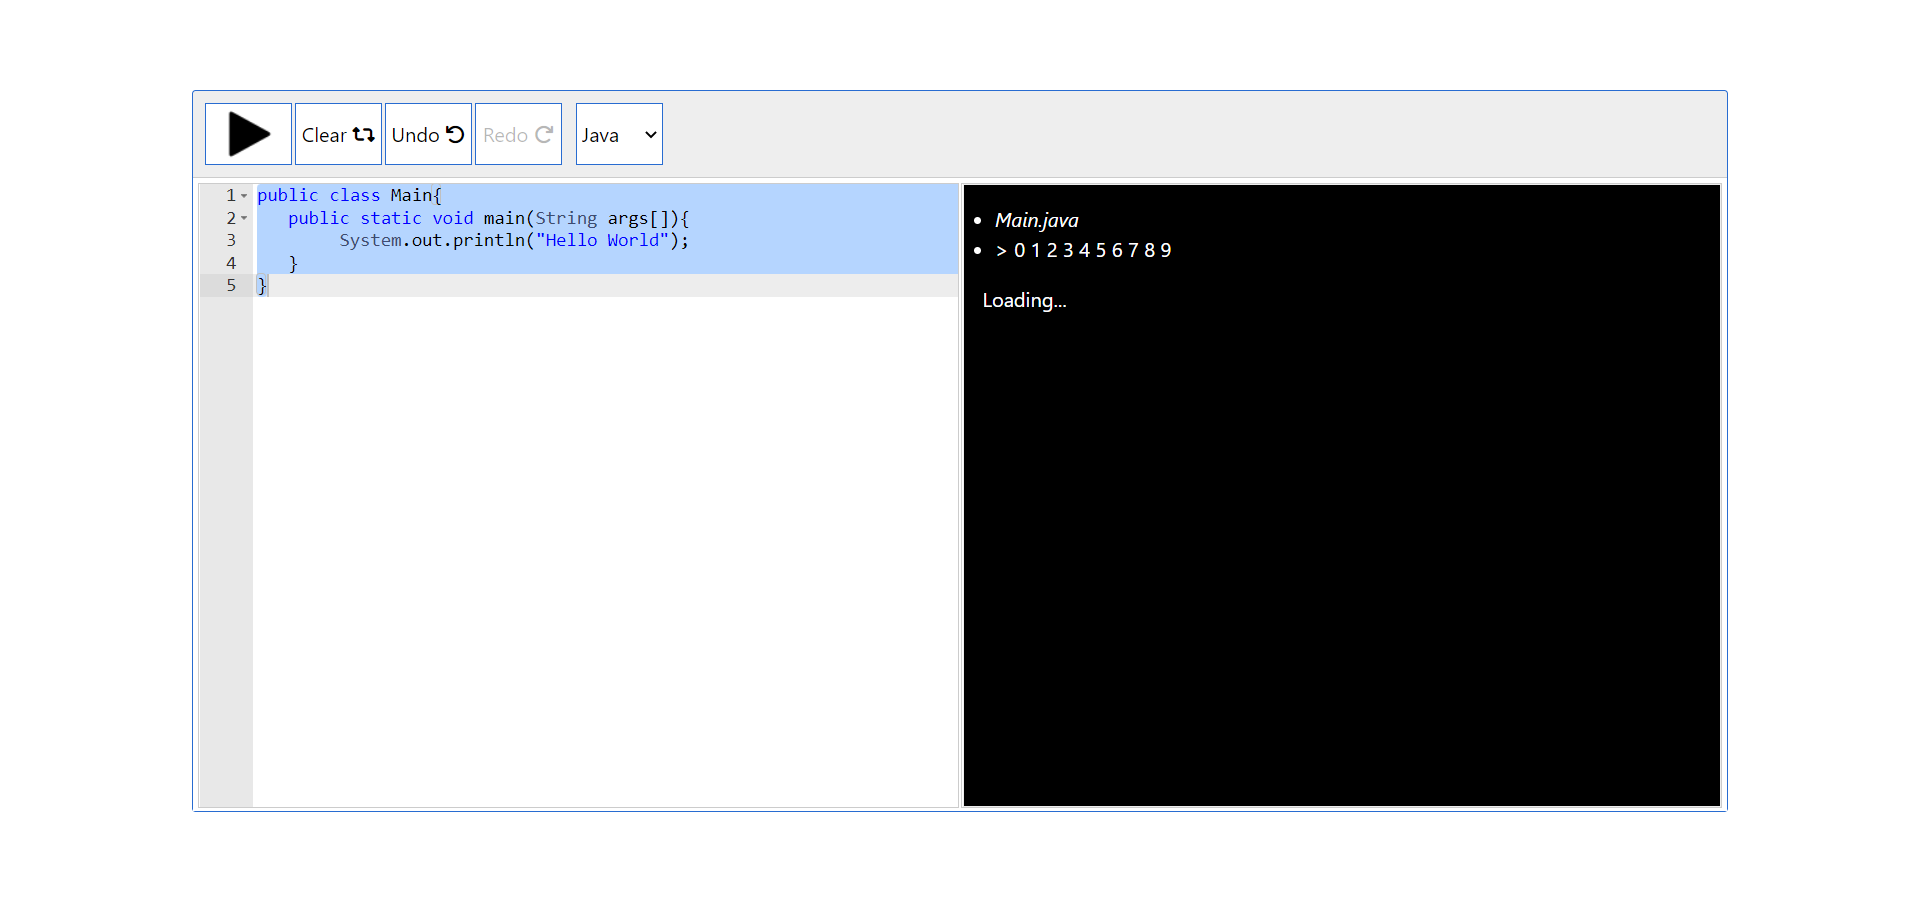 Clear Undo Redo Java
1 public class Main{
2 public static void main(String args[]){
3 System.out.println("Hello World");
4 }
5 }
Main.java
> 0 1 2 3 4 5 6 7 8 9
Loading...